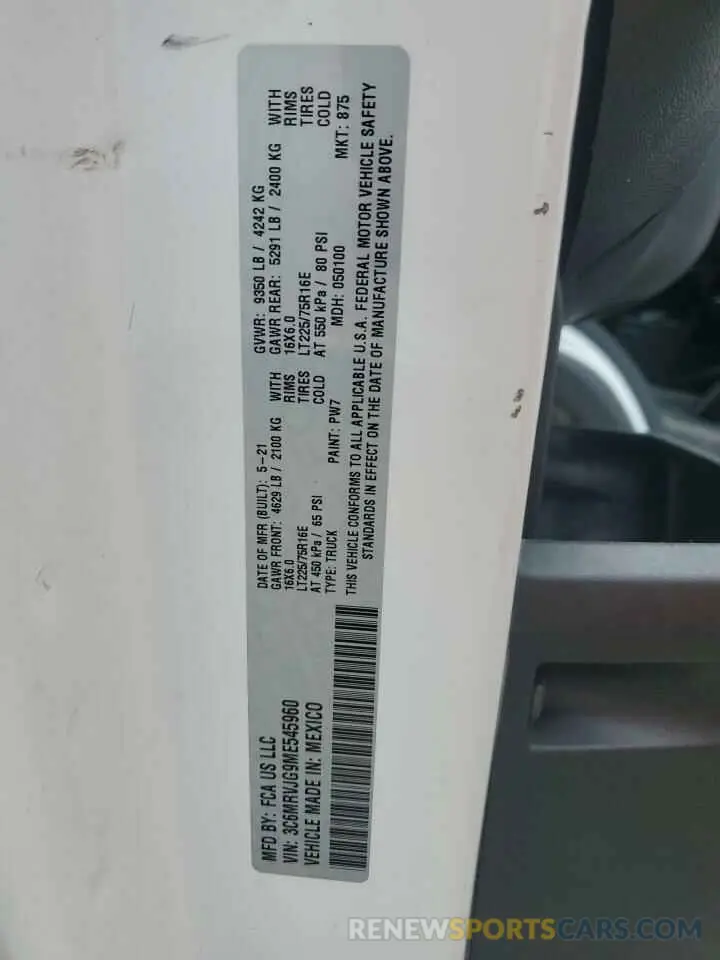 MFD BY: FCA US LLC
VIN: 3C6MRVJG9ME545960
VEHICLE MADE IN: MEXICO
DATE OF MFR (BUILT): 5-21
GAWR FRONT: 4629 LB / 2100 KG WITH
16X6.0 RIMS
LT225/75R16E TIRES
AT 450 kPa / 65 PSI COLD
TYPE: TRUCK PAINT: PW7
GVWR: 9350 LB / 4242 KG
GAWR REAR: 5291 LB / 2400 KG WITH
16X6.0 RIMS
LT225/75R16E TIRES
AT 550 kPa / 80 PSI COLD
MDH: 050100 MKT: 875
THIS VEHICLE CONFORMS TO ALL APPLICABLE U.S.A. FEDERAL MOTOR VEHICLE SAFETY
STANDARDS IN EFFECT ON THE DATE OF MANUFACTURE SHOWN ABOVE.
RENEWSPORTSCARS.COM